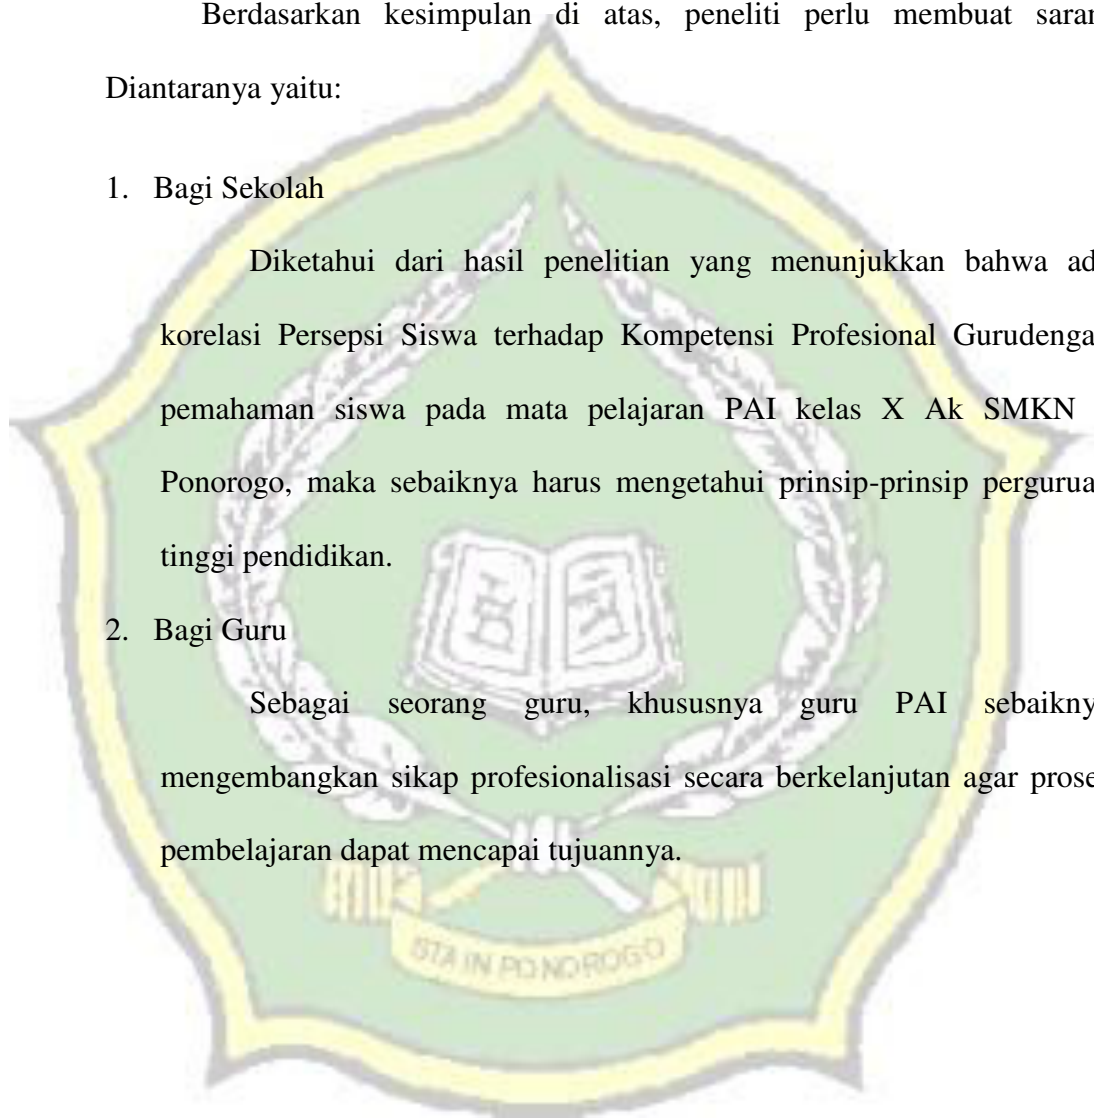 Berdasarkan kesimpulan di atas, peneliti perlu membuat saran
Diantaranya yaitu:
1. Bagi Sekolah
Diketahui dari hasil penelitian yang menunjukkan bahwa ad
korelasi Persepsi Siswa terhadap Kompetensi Profesional Gurudenga
pemahaman siswa pada mata pelajaran PAI kelas X Ak SMKN
Ponorogo, maka sebaiknya harus mengetahui prinsip-prinsip pergurua
tinggi pendidikan.
2. Bagi Guru
Sebagai seorang guru, khususnya guru PAI sebaikny
mengembangkan sikap profesionalisasi secara berkelanjutan agar prose
pembelajaran dapat mencapai tujuannya.
STAIN PONOROGO